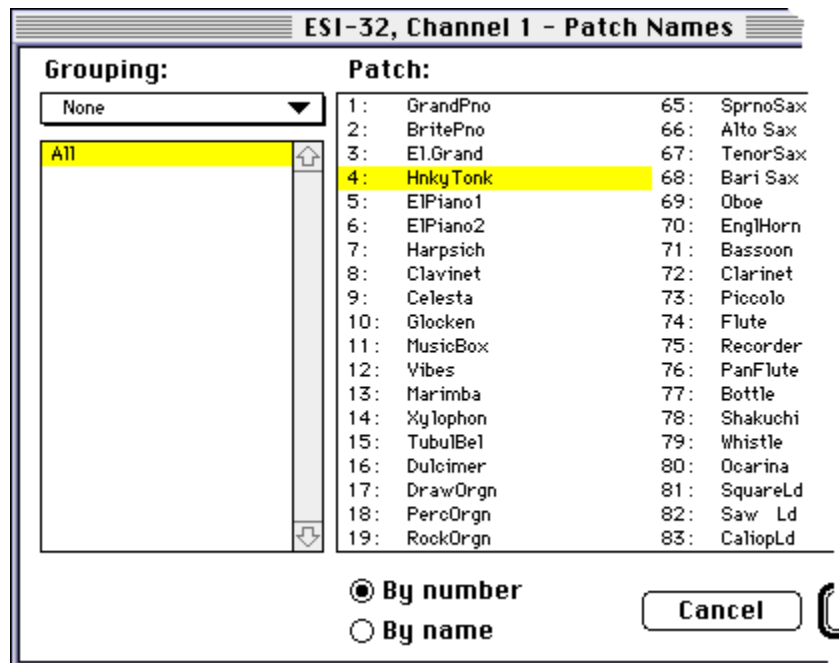 ESI-32, Channel 1 - Patch Names
Grouping:
None
All
Patch:
1: GrandPno
2: BritePno
3: El.Grand
4: HnkyTonk
5: ElPiano1
6: ElPiano2
7: Harpsich
8: Clavinet
9: Celesta
10: Glocken
11: MusicBox
12: Vibes
13: Marimba
14: Xylophon
15: TubulBel
16: Dulcimer
17: DrawOrgn
18: PercOrgn
19: RockOrgn
65: SprnoSax
66: Alto Sax
67: TenorSax
68: Bari Sax
69: Oboe
70: EnglHorn
71: Bassoon
72: Clarinet
73: Piccolo
74: Flute
75: Recorder
76: PanFlute
77: Bottle
78: Shakuchi
79: Whistle
80: Ocarina
81: SquareLd
82: Saw Ld
83: CaliopLd
By number
By name
Cancel